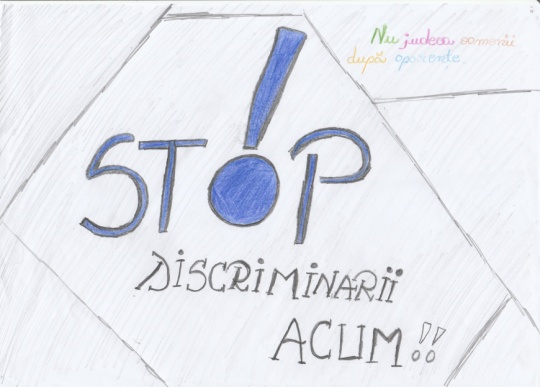 Nu judeca oamenii
după aparențe.
STOP
DISCRIMINARII
ACUM!!